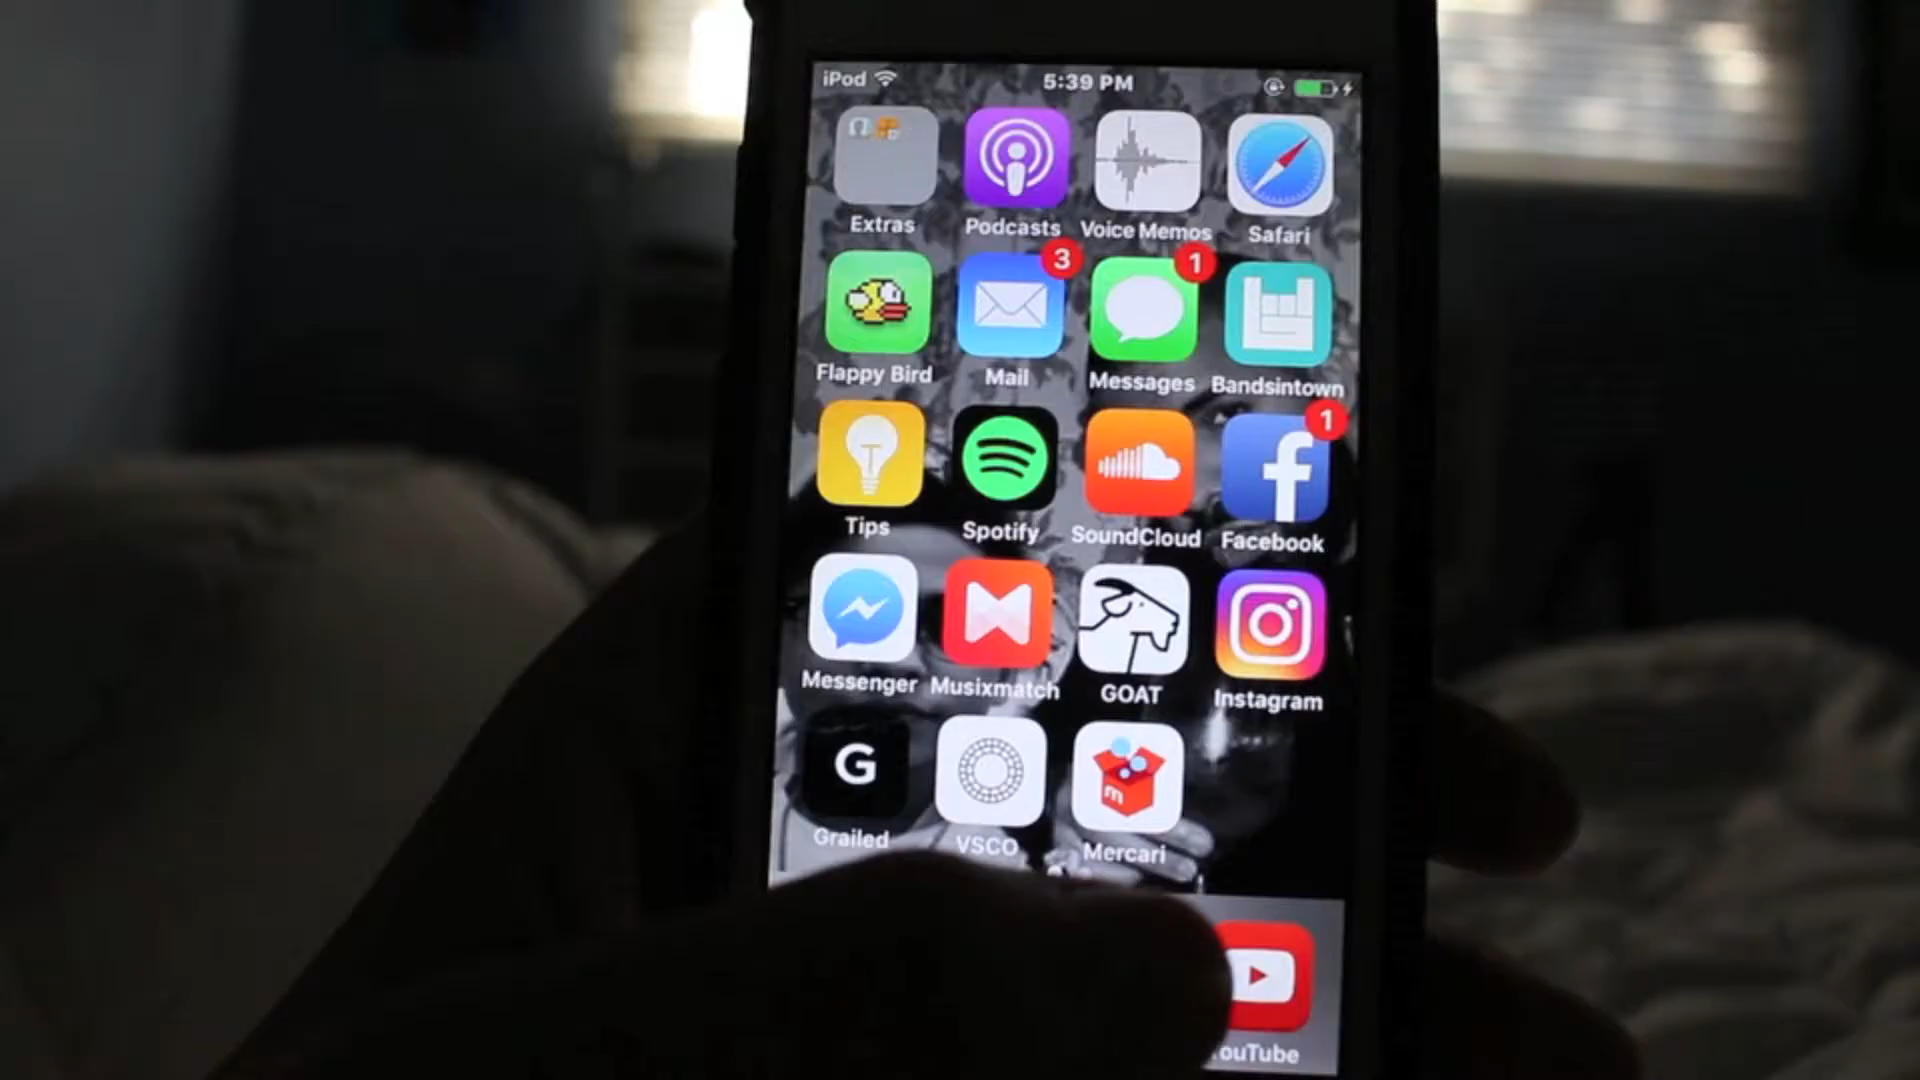 iPod 5:39 PM
Extras Podcasts Voice Memos Safari
3 1
Flappy Bird Mail Messages Bandsintown
1
Tips Spotify SoundCloud Facebook
f
Messenger Musixmatch GOAT Instagram
G
m
Grailed VSCO Mercari
ouTube